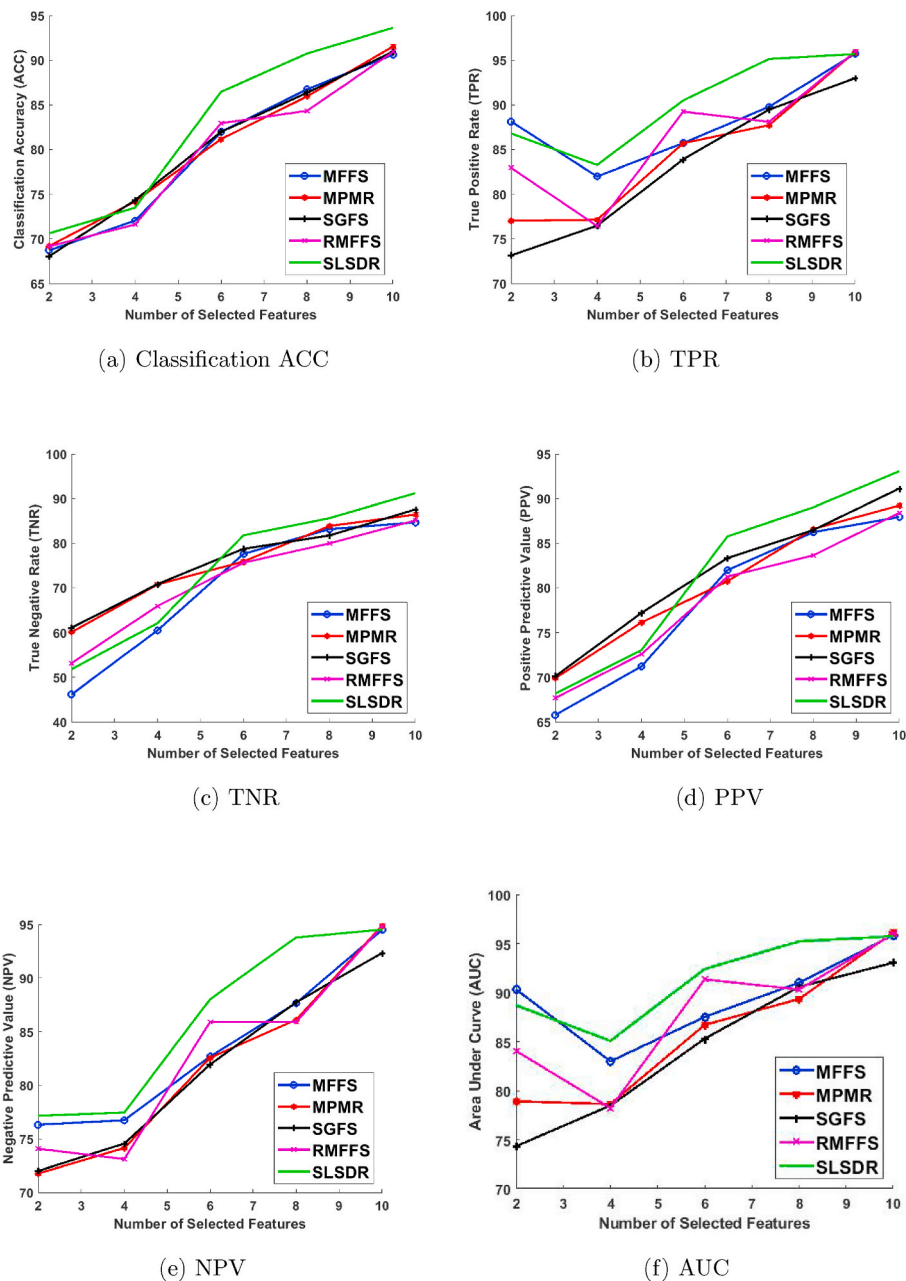 95
90
85
80
75
70
65
Classification Accuracy (ACC)
MFFS
MPMR
SGFS
RMFFS
SLSDR
2 3 4 5 6 7 8 9 10
Number of Selected Features
(a) Classification ACC
100
95
90
85
80
75
70
True Positive Rate (TPR)
MFFS
MPMR
SGFS
RMFFS
SLSDR
2 3 4 5 6 7 8 9 10
Number of Selected Features
(b) TPR
100
90
80
70
60
50
40
True Negative Rate (TNR)
MFFS
MPMR
SGFS
RMFFS
SLSDR
2 3 4 5 6 7 8 9 10
Number of Selected Features
(c) TNR
95
90
85
80
75
70
65
Positive Predictive Value (PPV)
MFFS
MPMR
SGFS
RMFFS
SLSDR
2 3 4 5 6 7 8 9 10
Number of Selected Features
(d) PPV
95
90
85
80
75
70
Negative Predictive Value (NPV)
MFFS
MPMR
SGFS
RMFFS
SLSDR
2 3 4 5 6 7 8 9 10
Number of Selected Features
(e) NPV
100
95
90
85
80
75
70
Area Under Curve (AUC)
MFFS
MPMR
SGFS
RMFFS
SLSDR
2 3 4 5 6 7 8 9 10
Number of Selected Features
(f) AUC